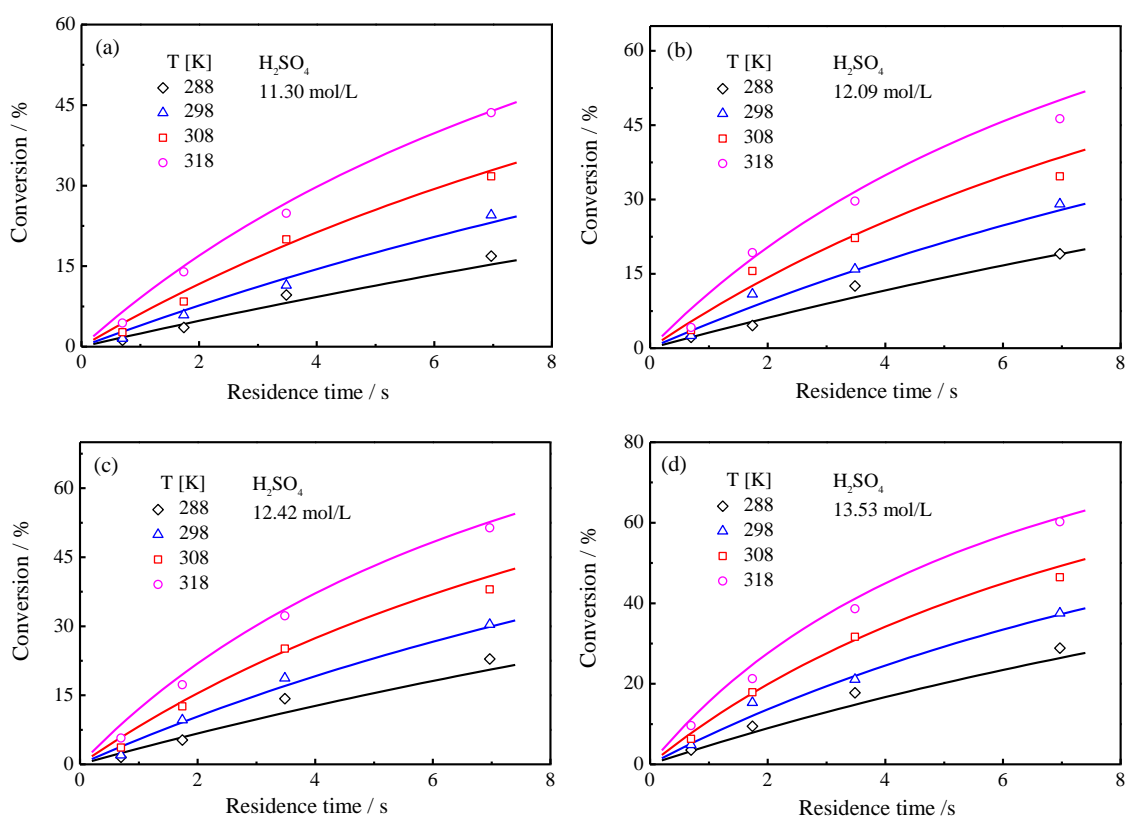 (a)
T [K]
288
298
308
318
H₂SO₄
11.30 mol/L
Conversion / %
60
45
30
15
0
0 2 4 6 8
Residence time / s
(b)
T [K]
288
298
308
318
H₂SO₄
12.09 mol/L
Conversion / %
60
45
30
15
0
0 2 4 6 8
Residence time / s
(c)
T [K]
288
298
308
318
H₂SO₄
12.42 mol/L
Conversion / %
60
45
30
15
0
0 2 4 6 8
Residence time / s
(d)
T [K]
288
298
308
318
H₂SO₄
13.53 mol/L
Conversion / %
80
60
40
20
0
0 2 4 6 8
Residence time /s